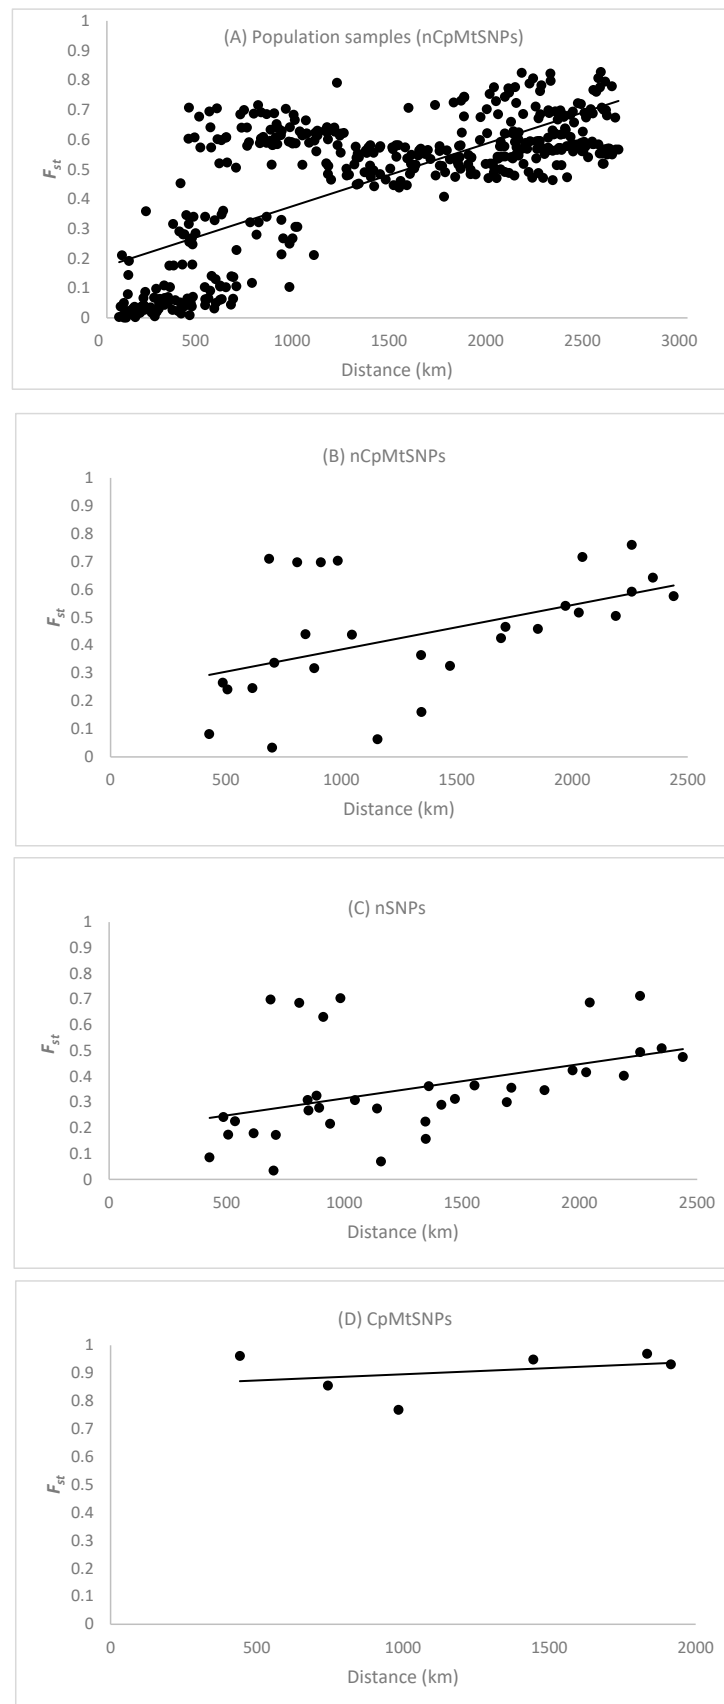 (A) Population samples (nCpMtSNPs)
1
0.9
0.8
0.7
0.6
0.5
0.4
0.3
0.2
0.1
0
Fst
0 500 1000 1500 2000 2500 3000
Distance (km)
(B) nCpMtSNPs
1
0.9
0.8
0.7
0.6
0.5
0.4
0.3
0.2
0.1
0
Fst
0 500 1000 1500 2000 2500
Distance (km)
(C) nSNPs
1
0.9
0.8
0.7
0.6
0.5
0.4
0.3
0.2
0.1
0
Fst
0 500 1000 1500 2000 2500
Distance (km)
(D) CpMtSNPs
1
0.9
0.8
0.7
0.6
0.5
0.4
0.3
0.2
0.1
0
Fst
0 500 1000 1500 2000
Distance (km)